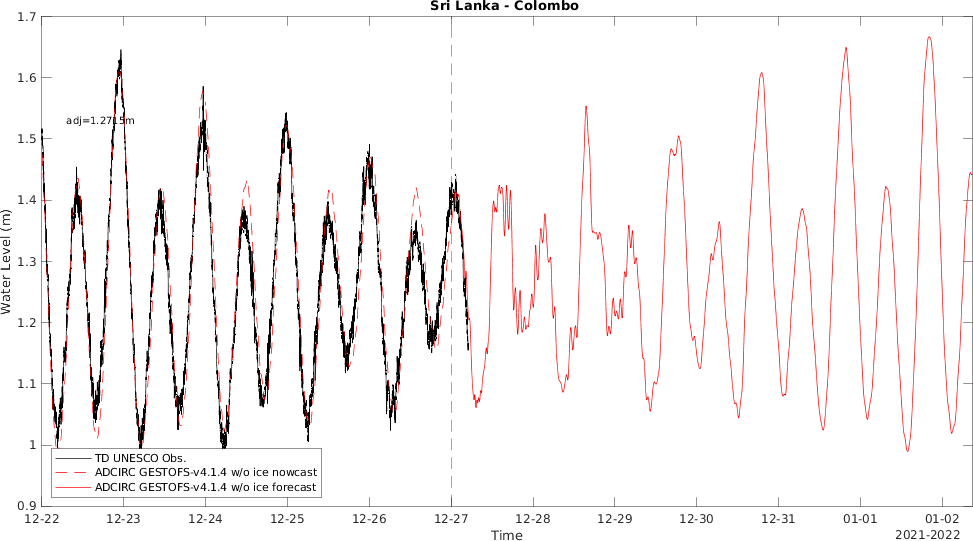 Sri Lanka - Colombo
1.7
1.6
1.5
1.4
1.3
1.2
1.1
1
0.9
Water Level (m)
adj=1.2715m
TD UNESCO Obs.
ADCIRC GESTOFS-v4.1.4 w/o ice nowcast
ADCIRC GESTOFS-v4.1.4 w/o ice forecast
12-22 12-23 12-24 12-25 12-26 12-27 12-28 12-29 12-30 12-31 01-01 01-02
Time
2021-2022